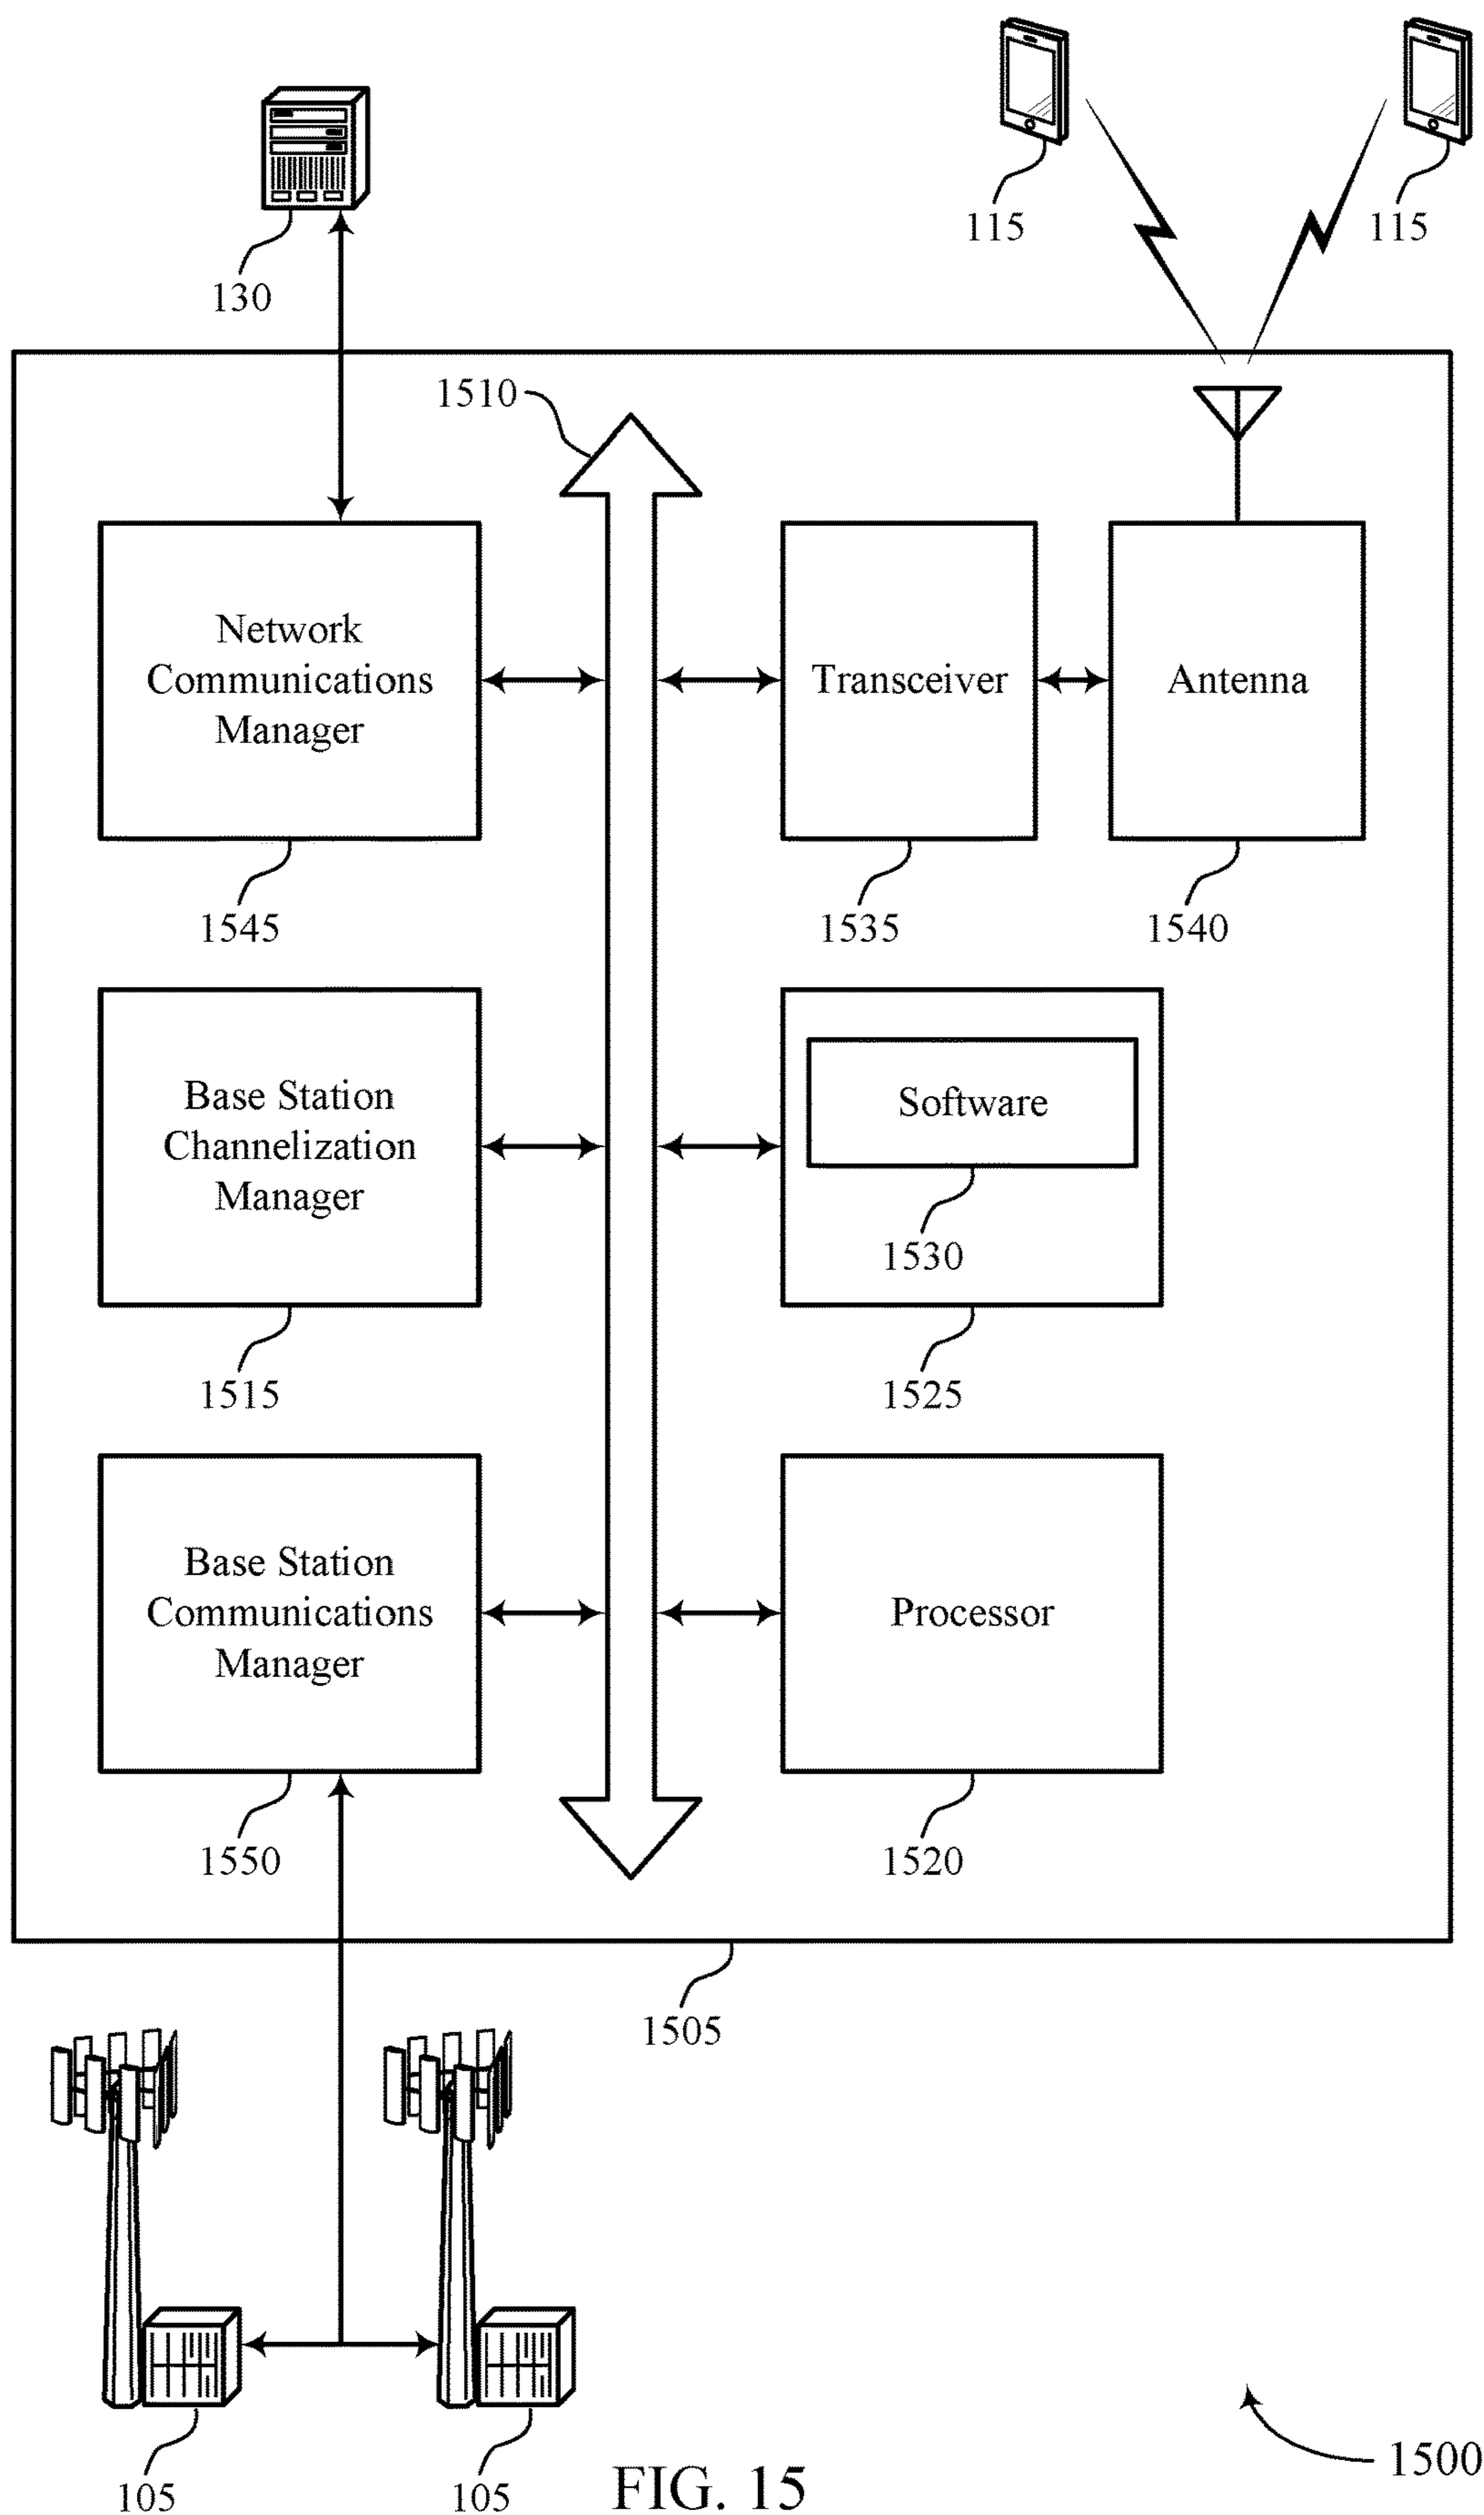 115
115
130
1510
Network
Communications
Manager
Transceiver
Antenna
1545
1535
1540
Base Station
Channelization
Manager
Software
1530
1515
1525
Base Station
Communications
Manager
Processor
1550
1520
1505
105
105
FIG. 15
1500